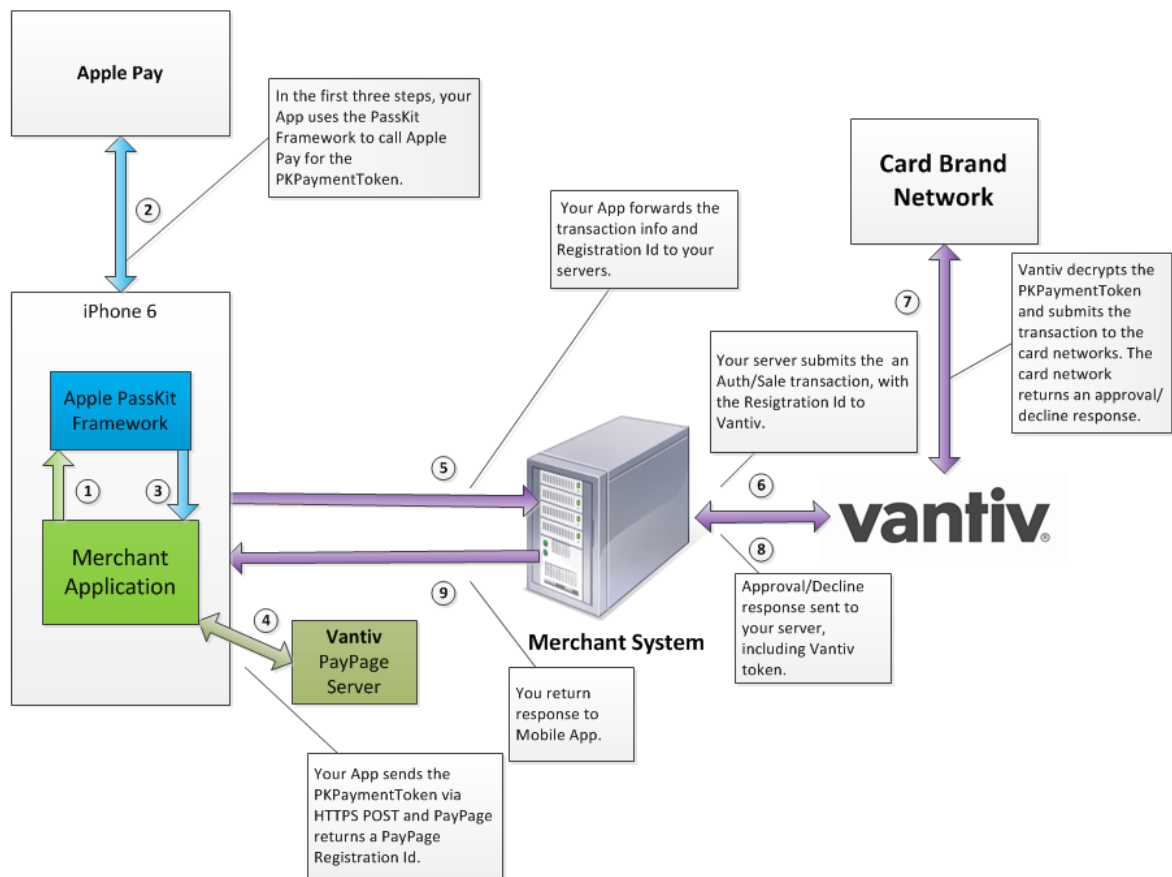 Apple Pay
In the first three steps, your
App uses the PassKit
Framework to call Apple
Pay for the
PKPaymentToken.
2
Card Brand
Network
Your App forwards the
transaction info and
Registration Id to your
servers.
iPhone 6
Apple PassKit
Framework
1
3
Merchant
Application
4
Vantiv
PayPage
Server
5
9
Merchant System
Your server submits the  an
Auth/Sale transaction, with
the Resigtration Id to
Vantiv.
7
Vantiv decrypts the
PKPaymentToken
and submits the
transaction to the
card networks. The
card network
returns an approval/
decline response.
6
vantiv®
8
Approval/Decline
response sent to
your server,
including Vantiv
token.
You return
response to
Mobile App.
Your App sends the
PKPaymentToken via
HTTPS POST and PayPage
returns a PayPage
Registration Id.